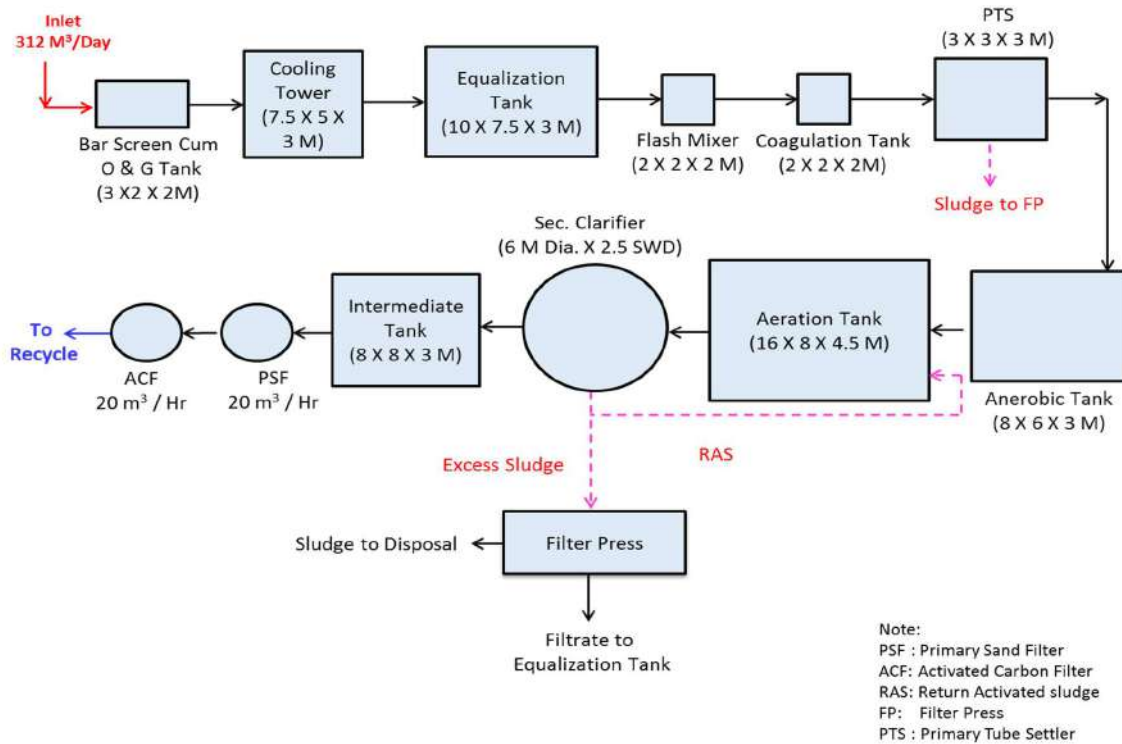 Inlet
312 M³/Day
Bar Screen Cum
O & G Tank
(3 X2 X 2M)
Cooling
Tower
(7.5 X 5 X
3 M)
Equalization
Tank
(10 X 7.5 X 3 M)
Flash Mixer
(2 X 2 X 2 M)
Coagulation Tank
(2 X 2 X 2M)
PTS
(3 X 3 X 3 M)
Sludge to FP
Anerobic Tank
(8 X 6 X 3 M)
Aeration Tank
(16 X 8 X 4.5 M)
Sec. Clarifier
(6 M Dia. X 2.5 SWD)
Intermediate
Tank
(8 X 8 X 3 M)
PSF
20 m³ / Hr
ACF
20 m³ / Hr
To
Recycle
Excess Sludge
RAS
Filter Press
Sludge to Disposal
Filtrate to
Equalization Tank
Note:
PSF : Primary Sand Filter
ACF: Activated Carbon Filter
RAS: Return Activated sludge
FP: Filter Press
PTS : Primary Tube Settler